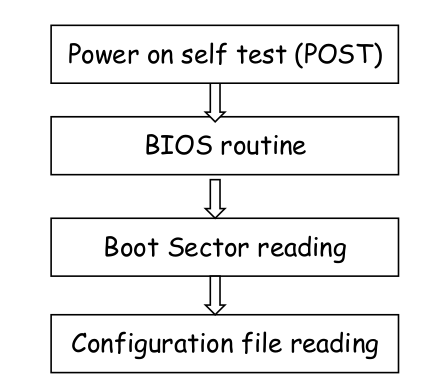 Power on self test (POST)
BIOS routine
Boot Sector reading
Configuration file reading